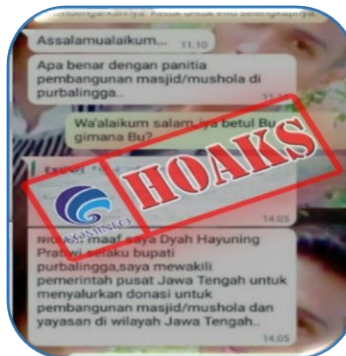 Assalamualaikum... 11.10
Apa benar dengan panitia
pembangunan masjid/mushola di
purbalingga..
Wa'alaikum salam,iya betul Bu
gimana Bu?
HOAKS
KOMINFO
14.05
maaf,saya Dyah Hayuning
Pratiwi selaku bupati
purbalingga,saya mewakili
pemerintah pusat Jawa Tengah untuk
menyalurkan donasi untuk
pembangunan masjid/mushola dan
yayasan di wilayah Jawa Tengah..
14.05